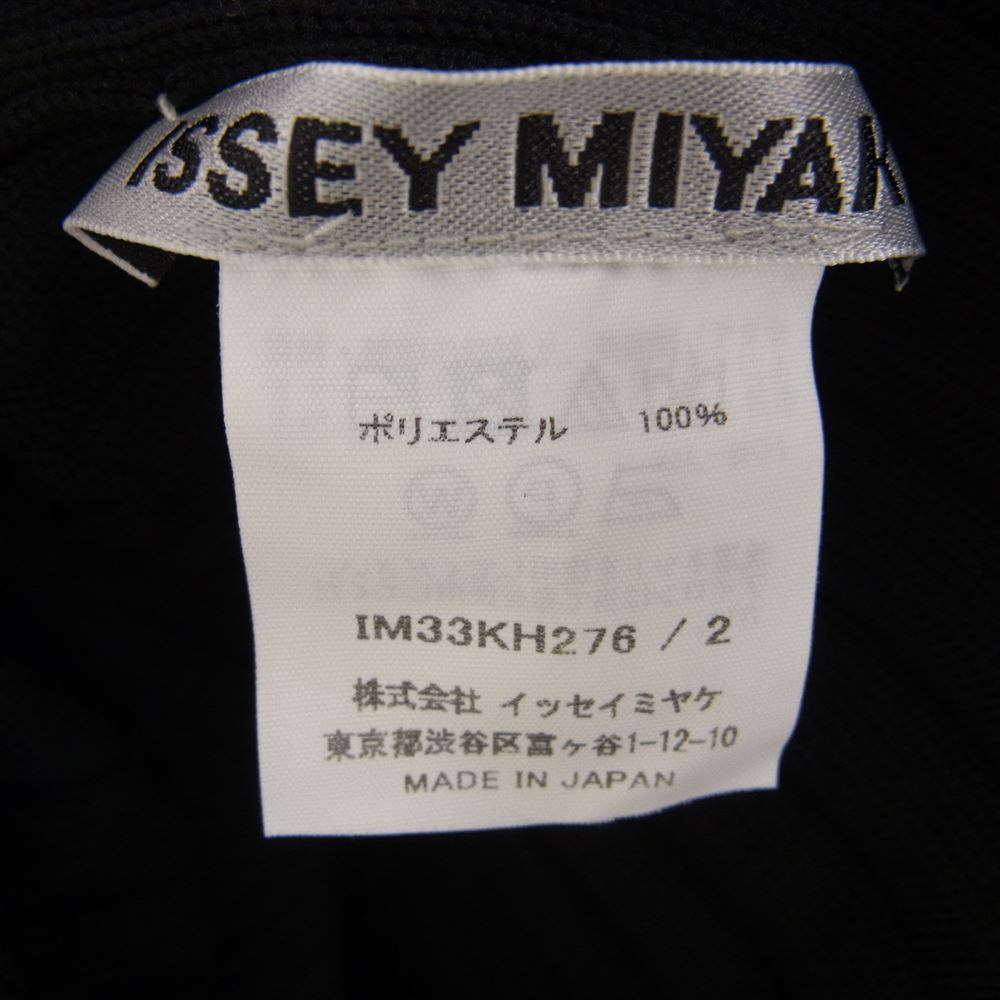 ISSEY MIYAK
ポリエステル 100%
IM33KH276 / 2
株式会社 イッセイミヤケ
東京都渋谷区富ヶ谷1-12-10
MADE IN JAPAN